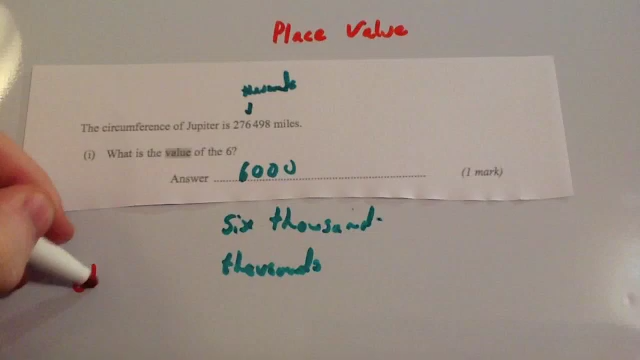 Place Value
thousands
The circumference of Jupiter is 276 498 miles.
(i) What is the value of the 6?
Answer 6000 (1 mark)
Six thousand.
thousands